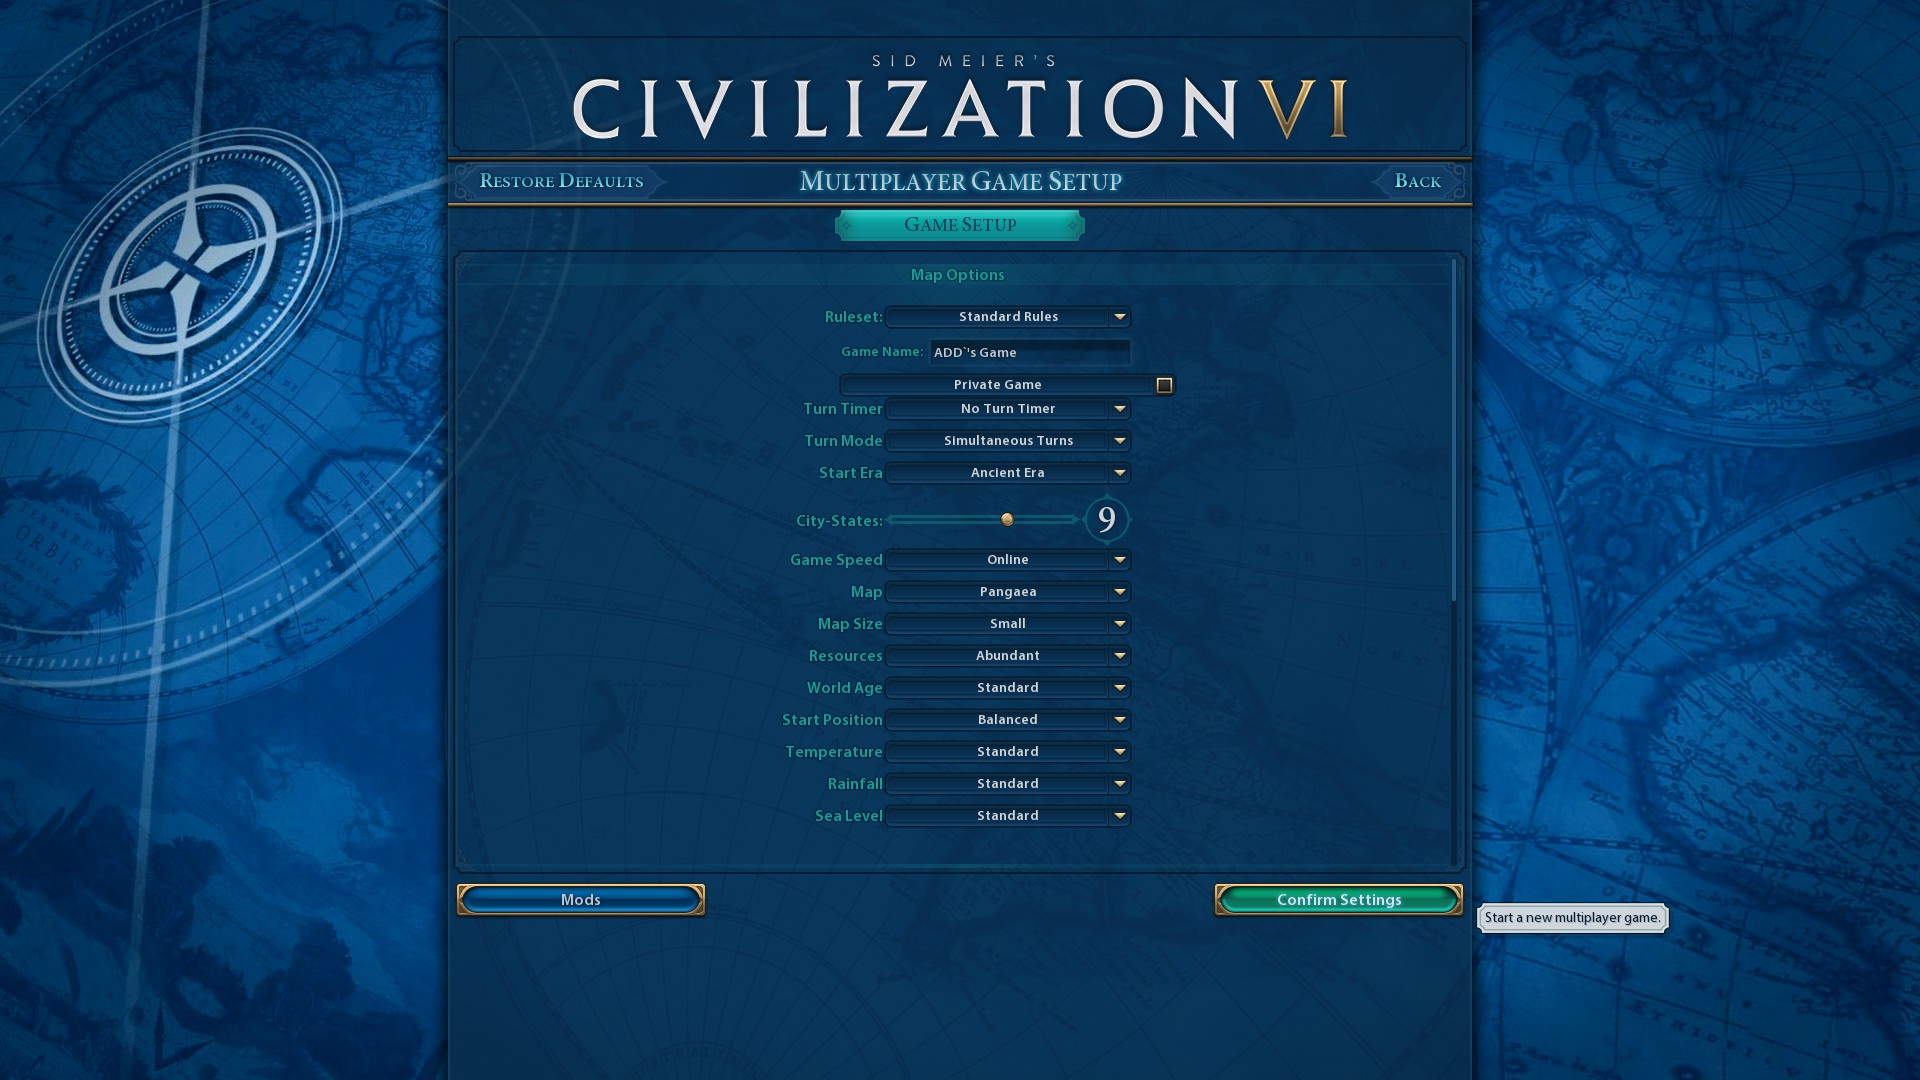 SID MEIER'S
CIVILIZATION VI
RESTORE DEFAULTS
MULTIPLAYER GAME SETUP
BACK
GAME SETUP
Map Options
Ruleset: Standard Rules
Game Name: ADD`'s Game
Private Game
Turn Timer No Turn Timer
Turn Mode Simultaneous Turns
Start Era Ancient Era
City-States: 9
Game Speed Online
Map Pangaea
Map Size Small
Resources Abundant
World Age Standard
Start Position Balanced
Temperature Standard
Rainfall Standard
Sea Level Standard
Mods
Confirm Settings
Start a new multiplayer game.
TERRARUM
ORBIS